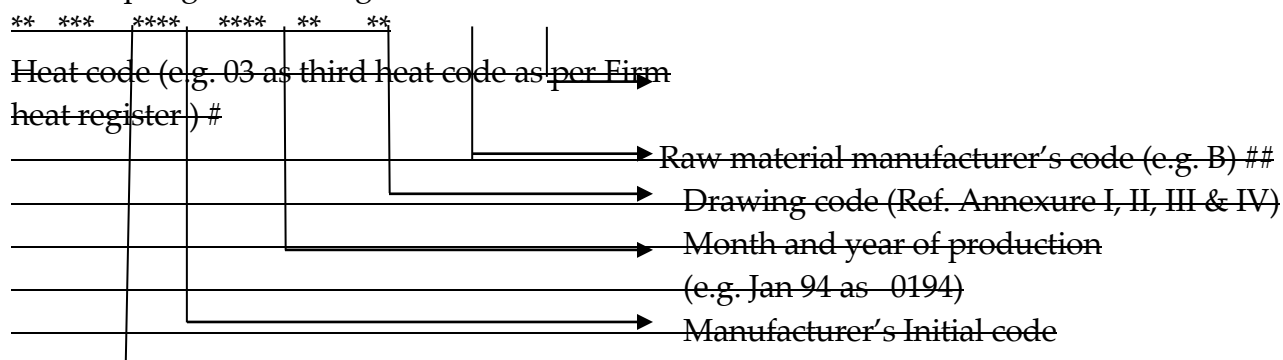 ** *** **** **** ** **
Heat code (e.g. 03 as third heat code as per Firm
heat register ) #
Raw material manufacturer's code (e.g. B) ##
Drawing code (Ref. Annexure I, II, III & IV)
Month and year of production
(e.g. Jan 94 as 0194)
Manufacturer's Initial code